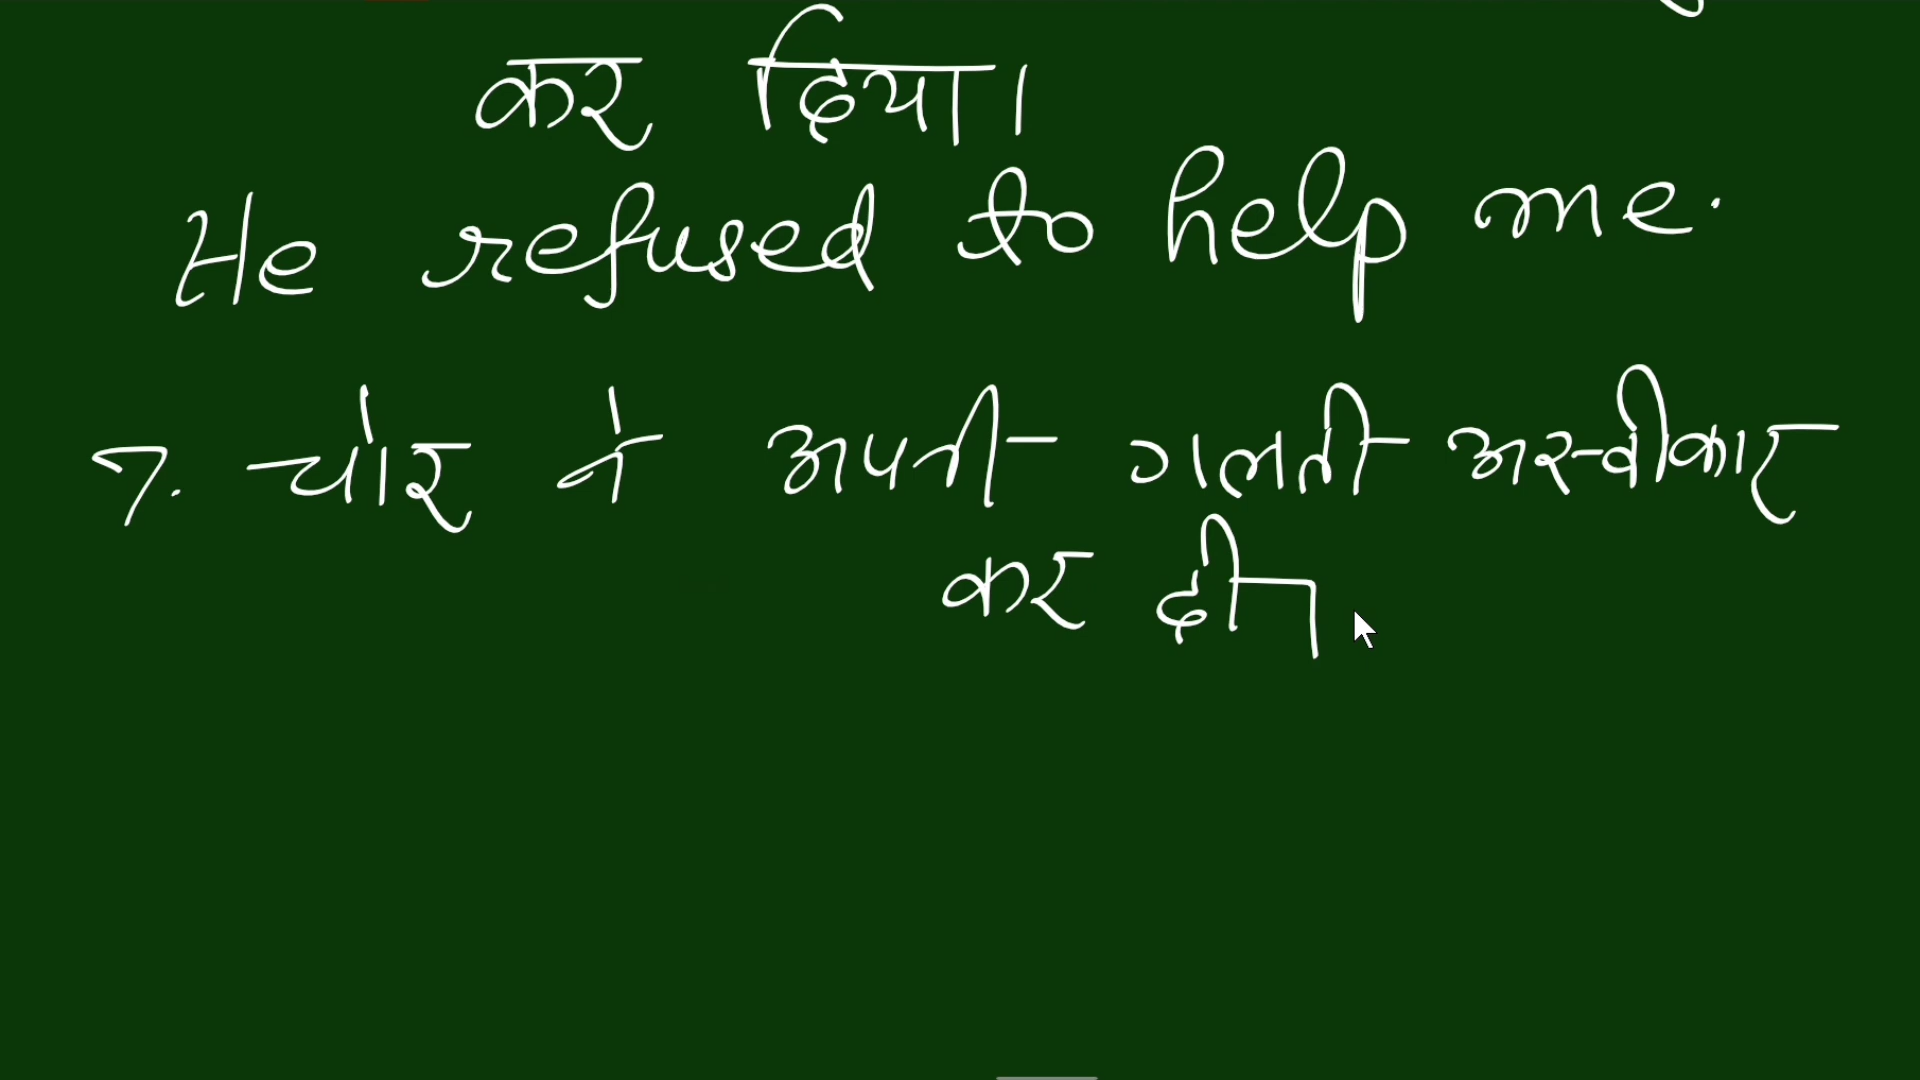 कर दिया।
He refused to help me.
7. चोर ने अपनी गलती अस्वीकार
कर दी।